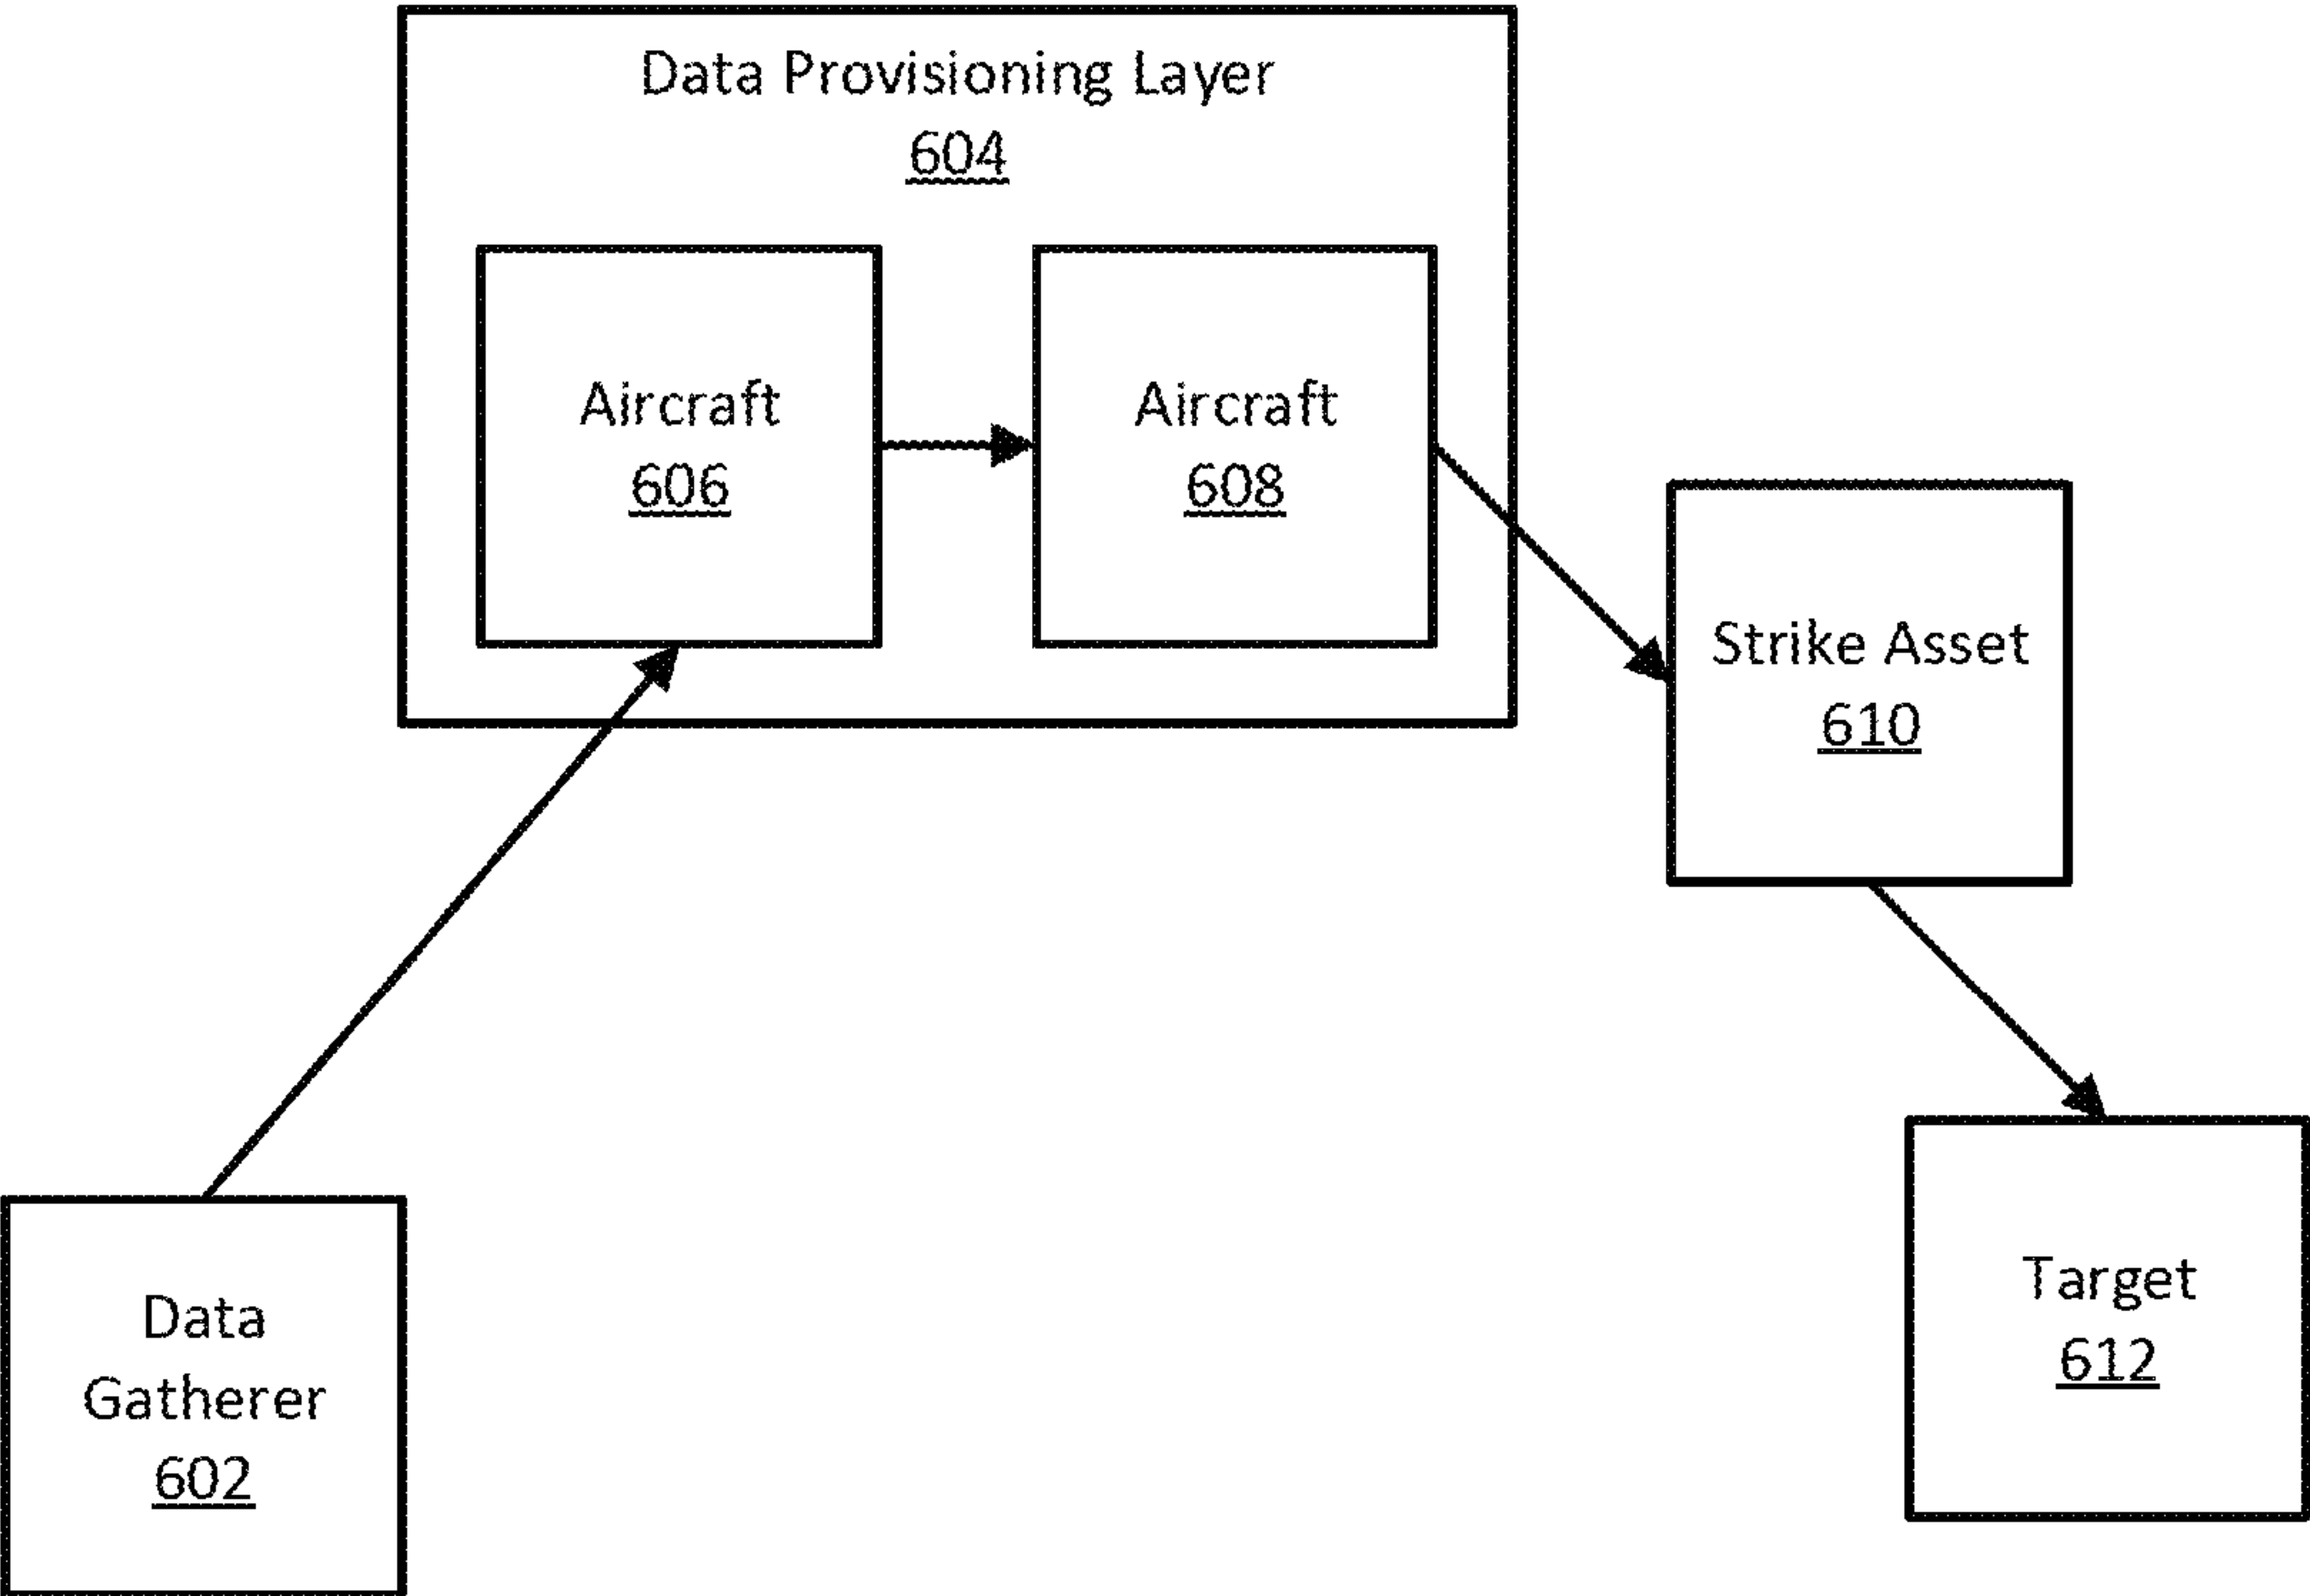 Data Provisioning Layer
604
Aircraft
606
Aircraft
608
Strike Asset
610
Data
Gatherer
602
Target
612